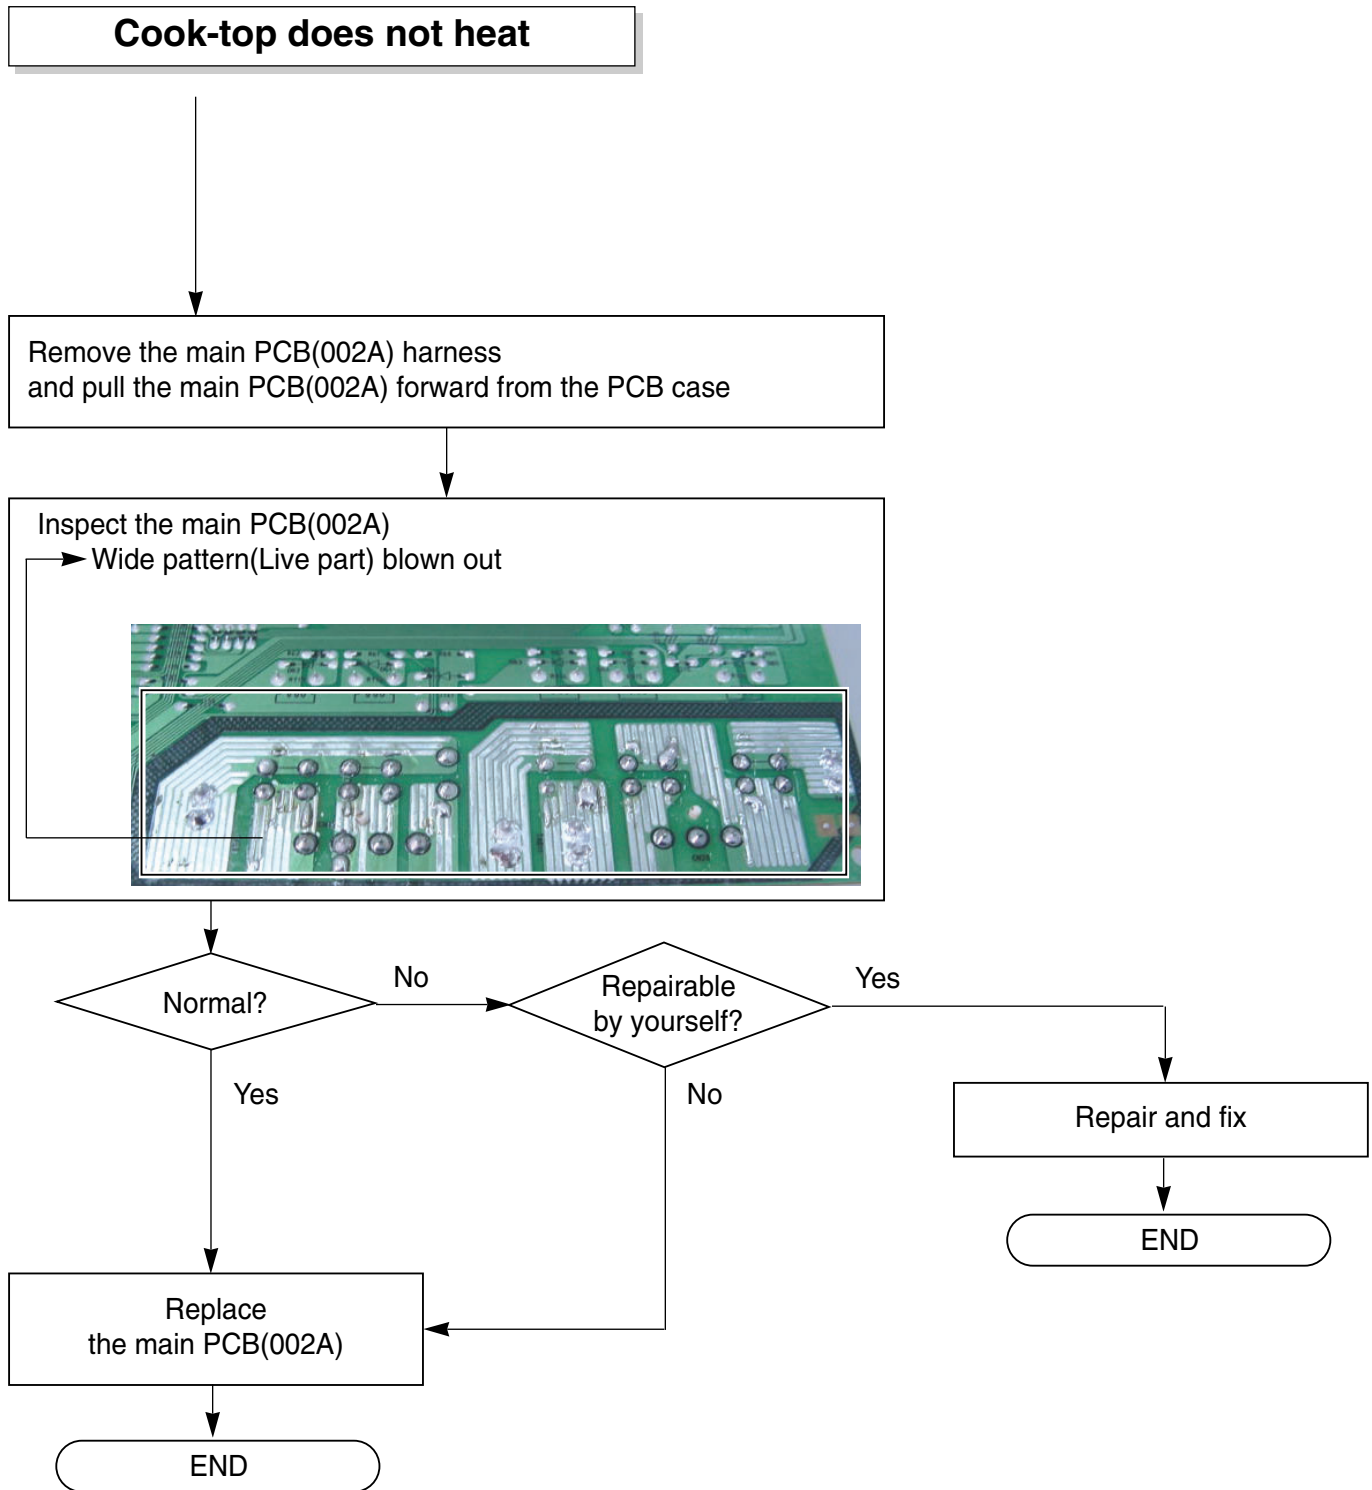 Cook-top does not heat
Remove the main PCB(002A) harness
and pull the main PCB(002A) forward from the PCB case
Inspect the main PCB(002A)
Wide pattern(Live part) blown out
Normal?
No
Repairable
by yourself?
Yes
Yes
No
Repair and fix
END
Replace
the main PCB(002A)
END